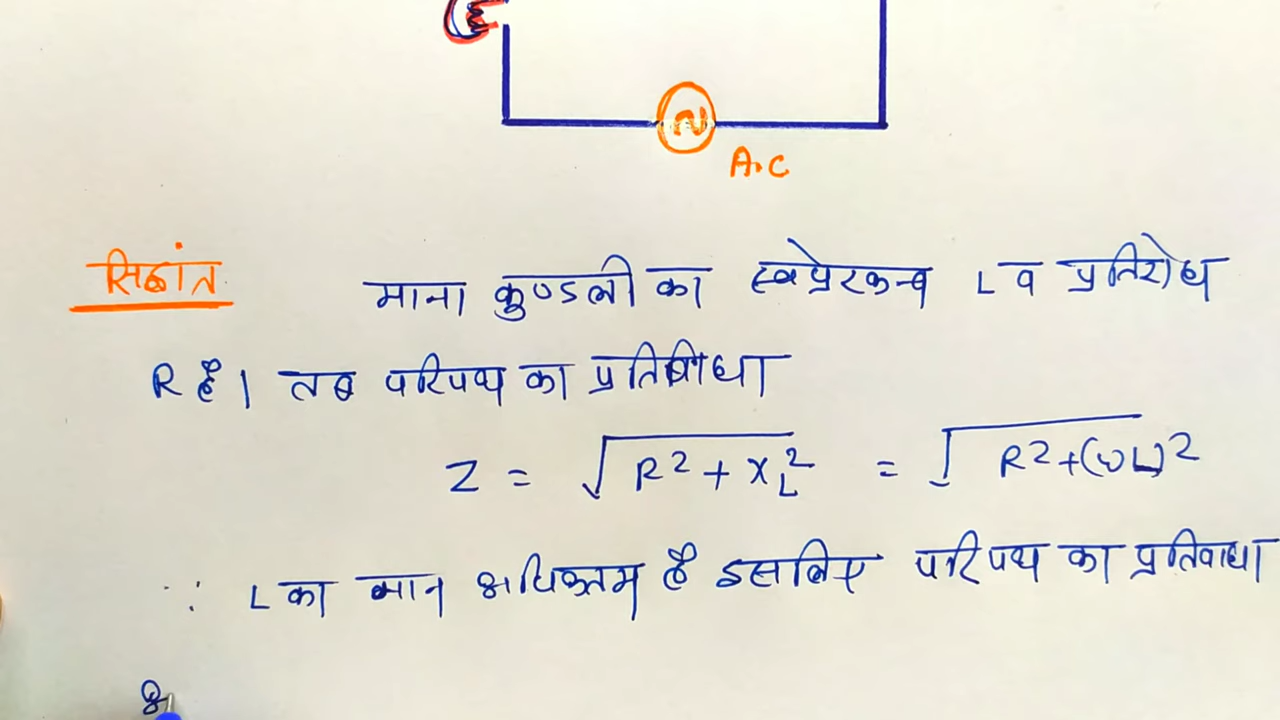 A.C
सिद्धांत माना कुण्डली का स्वप्रेरकत्व L व प्रतिरोध
R है। तब परिपथ का प्रतिबाधा
Z = √R² + X_L² = √R²+(ωL)²
∵ L का मान अधिकतम है इसलिए परिपथ का प्रतिवाधा